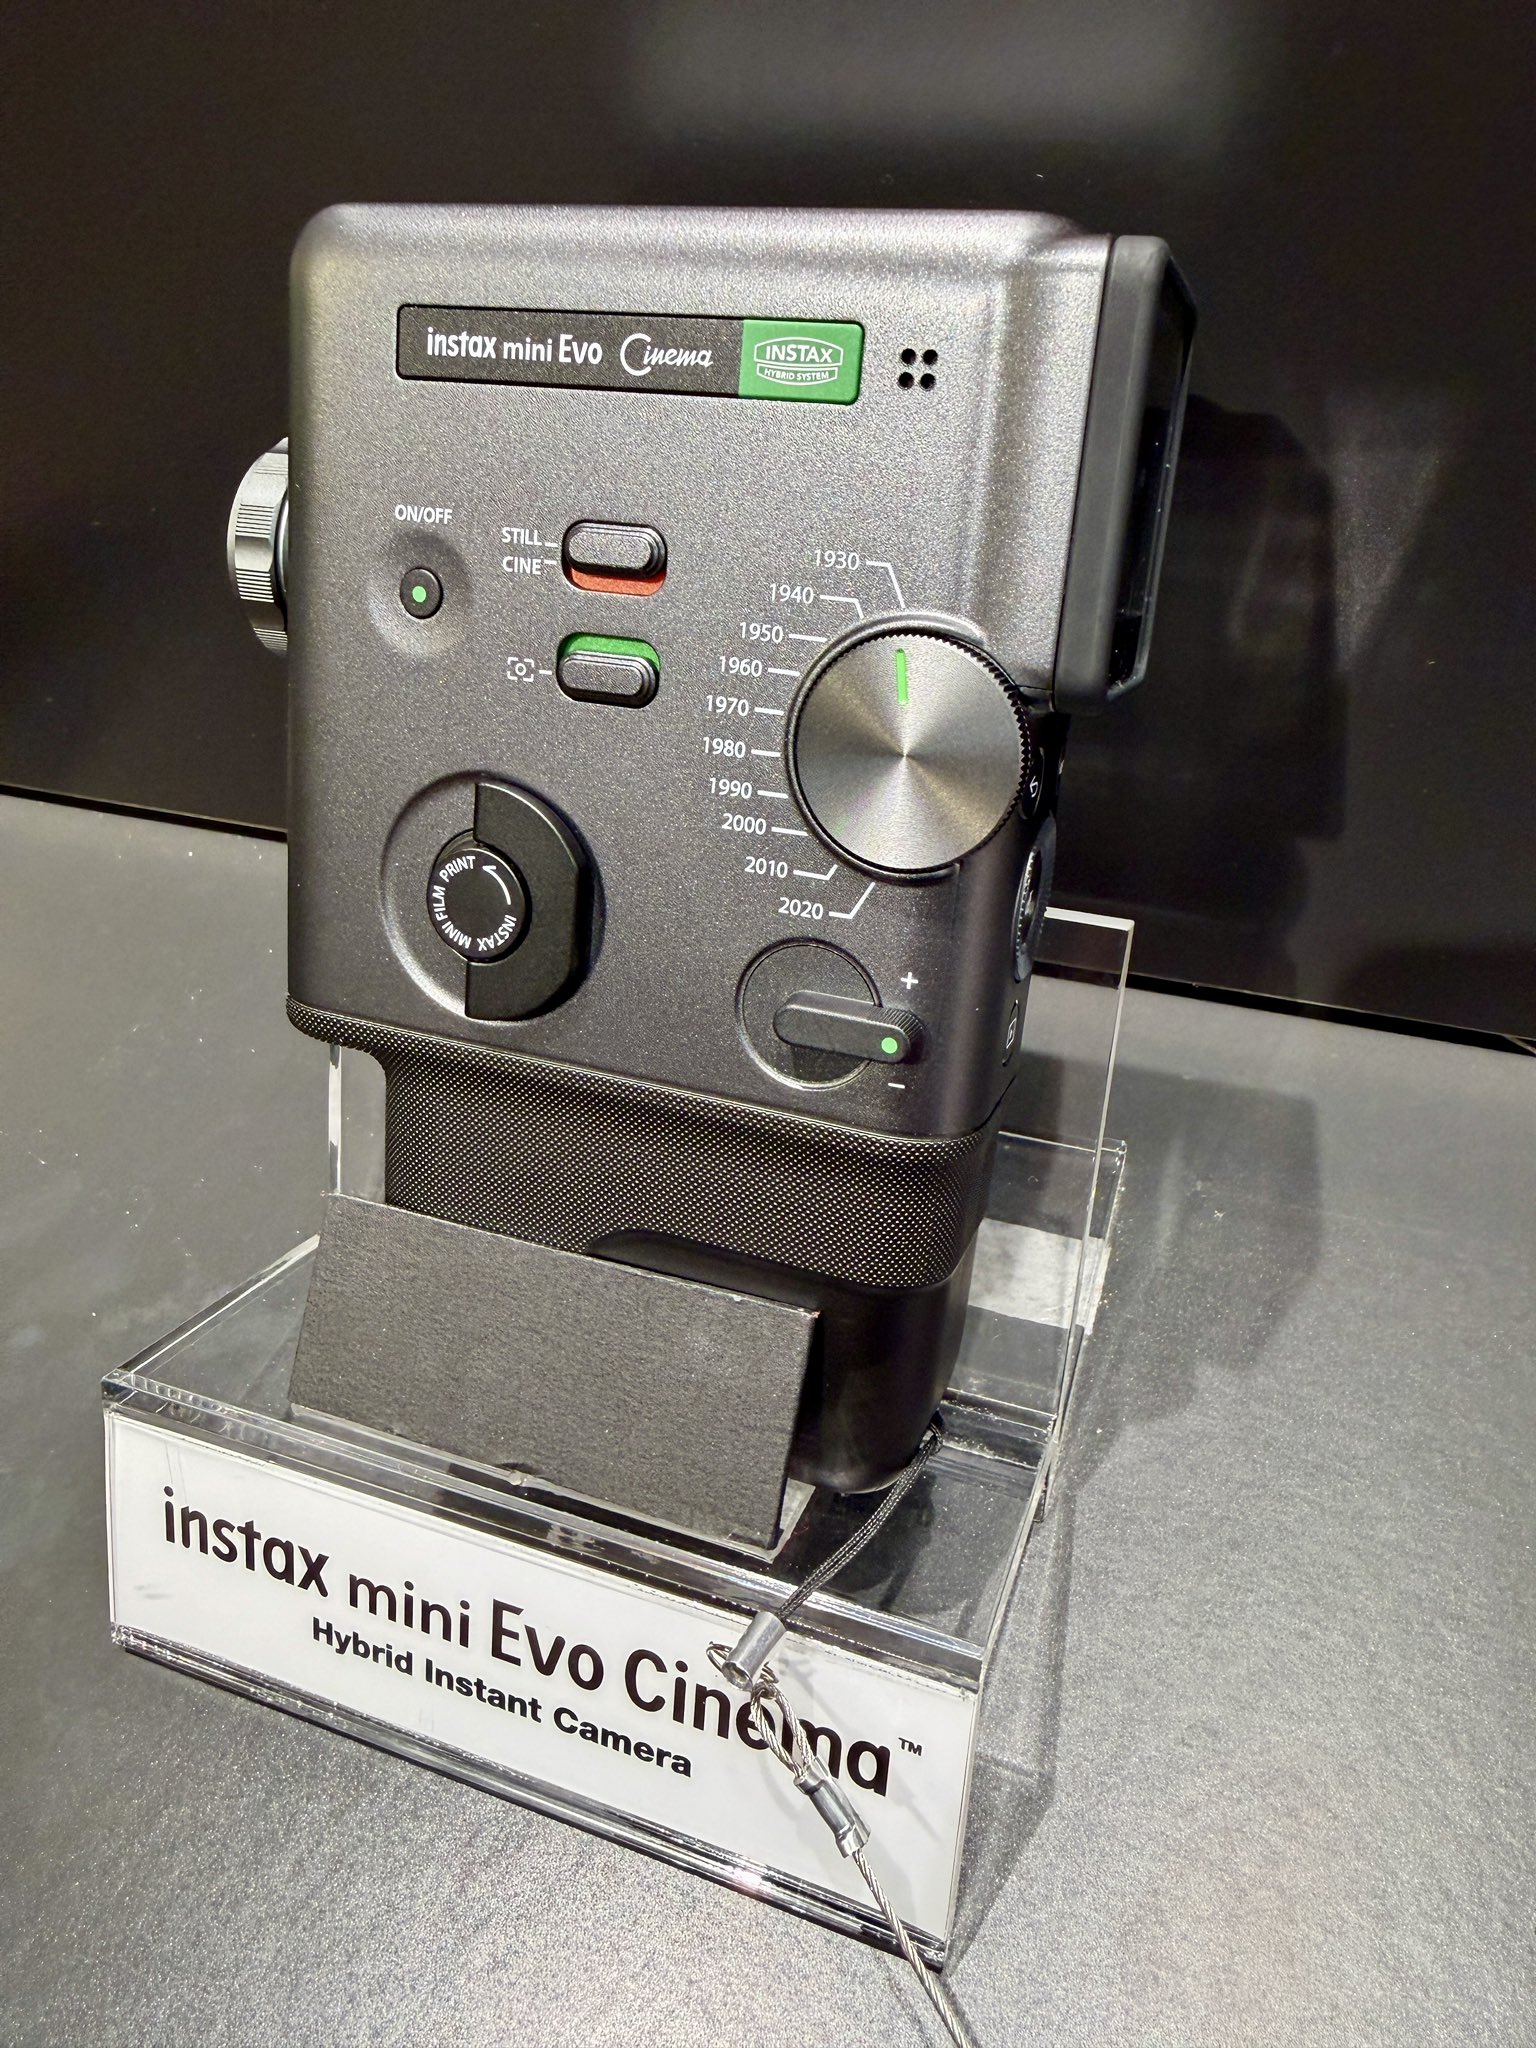 instax mini Evo Cinema
INSTAX
HYBRID SYSTEM
ON/OFF
STILL
CINE
1930
1940
1950
1960
1970
1980
1990
2000
2010
2020
INSTAX MINI FILM PRINT
+
-
instax mini Evo Cinema™
Hybrid Instant Camera